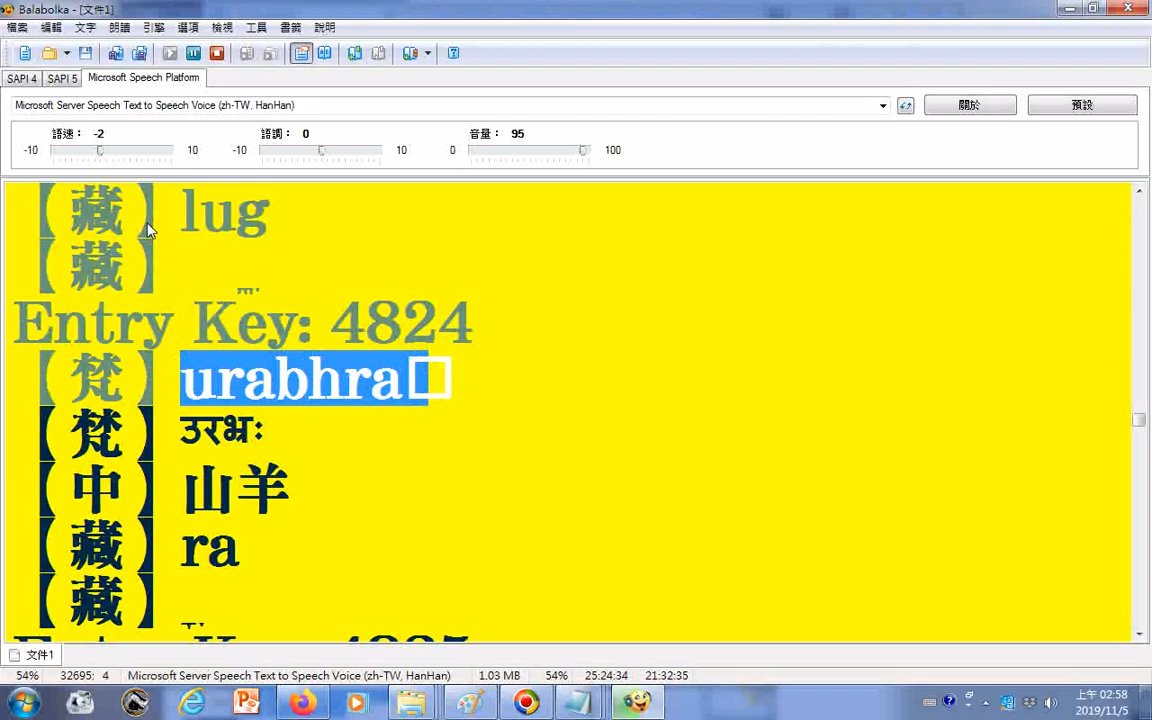 Balabolka - [文件1]
檔案 編輯 文字 朗讀 引擎 選項 檢視 工具 書籤 說明
SAPI 4 SAPI 5 Microsoft Speech Platform
Microsoft Server Speech Text to Speech Voice (zh-TW, HanHan) 關於 預設
語速： -2 語調： 0 音量： 95
-10 10 -10 10 0 100
【藏】 lug
【藏】
Entry Key: 4824
【梵】 urabhra□
【梵】 उरभ्रः
【中】 山羊
【藏】 ra
【藏】
Entry Key: 4825
文件1
54% 32695: 4 Microsoft Server Speech Text to Speech Voice (zh-TW, HanHan) 1.03 MB 54% 25:24:34 21:32:35
上午 02:58
2019/11/5